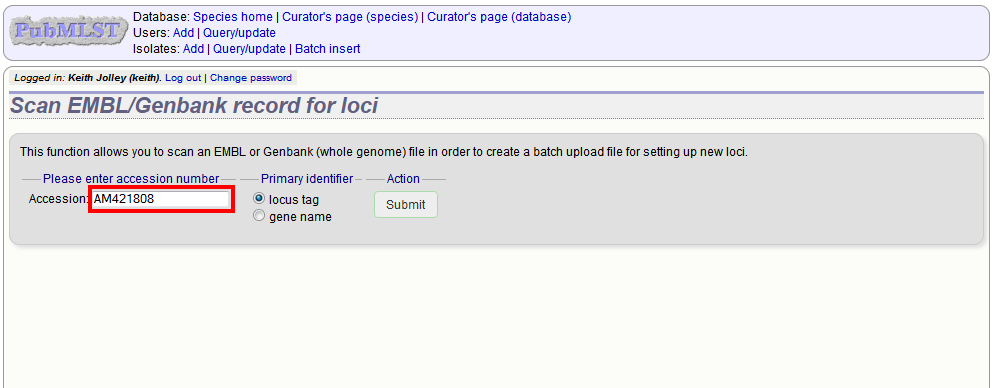 PubMLST
Database: Species home | Curator's page (species) | Curator's page (database)
Users: Add | Query/update
Isolates: Add | Query/update | Batch insert
Logged in: Keith Jolley (keith). Log out | Change password
Scan EMBL/Genbank record for loci
This function allows you to scan an EMBL or Genbank (whole genome) file in order to create a batch upload file for setting up new loci.
Please enter accession number Primary identifier Action
Accession: AM421808 locus tag Submit
gene name